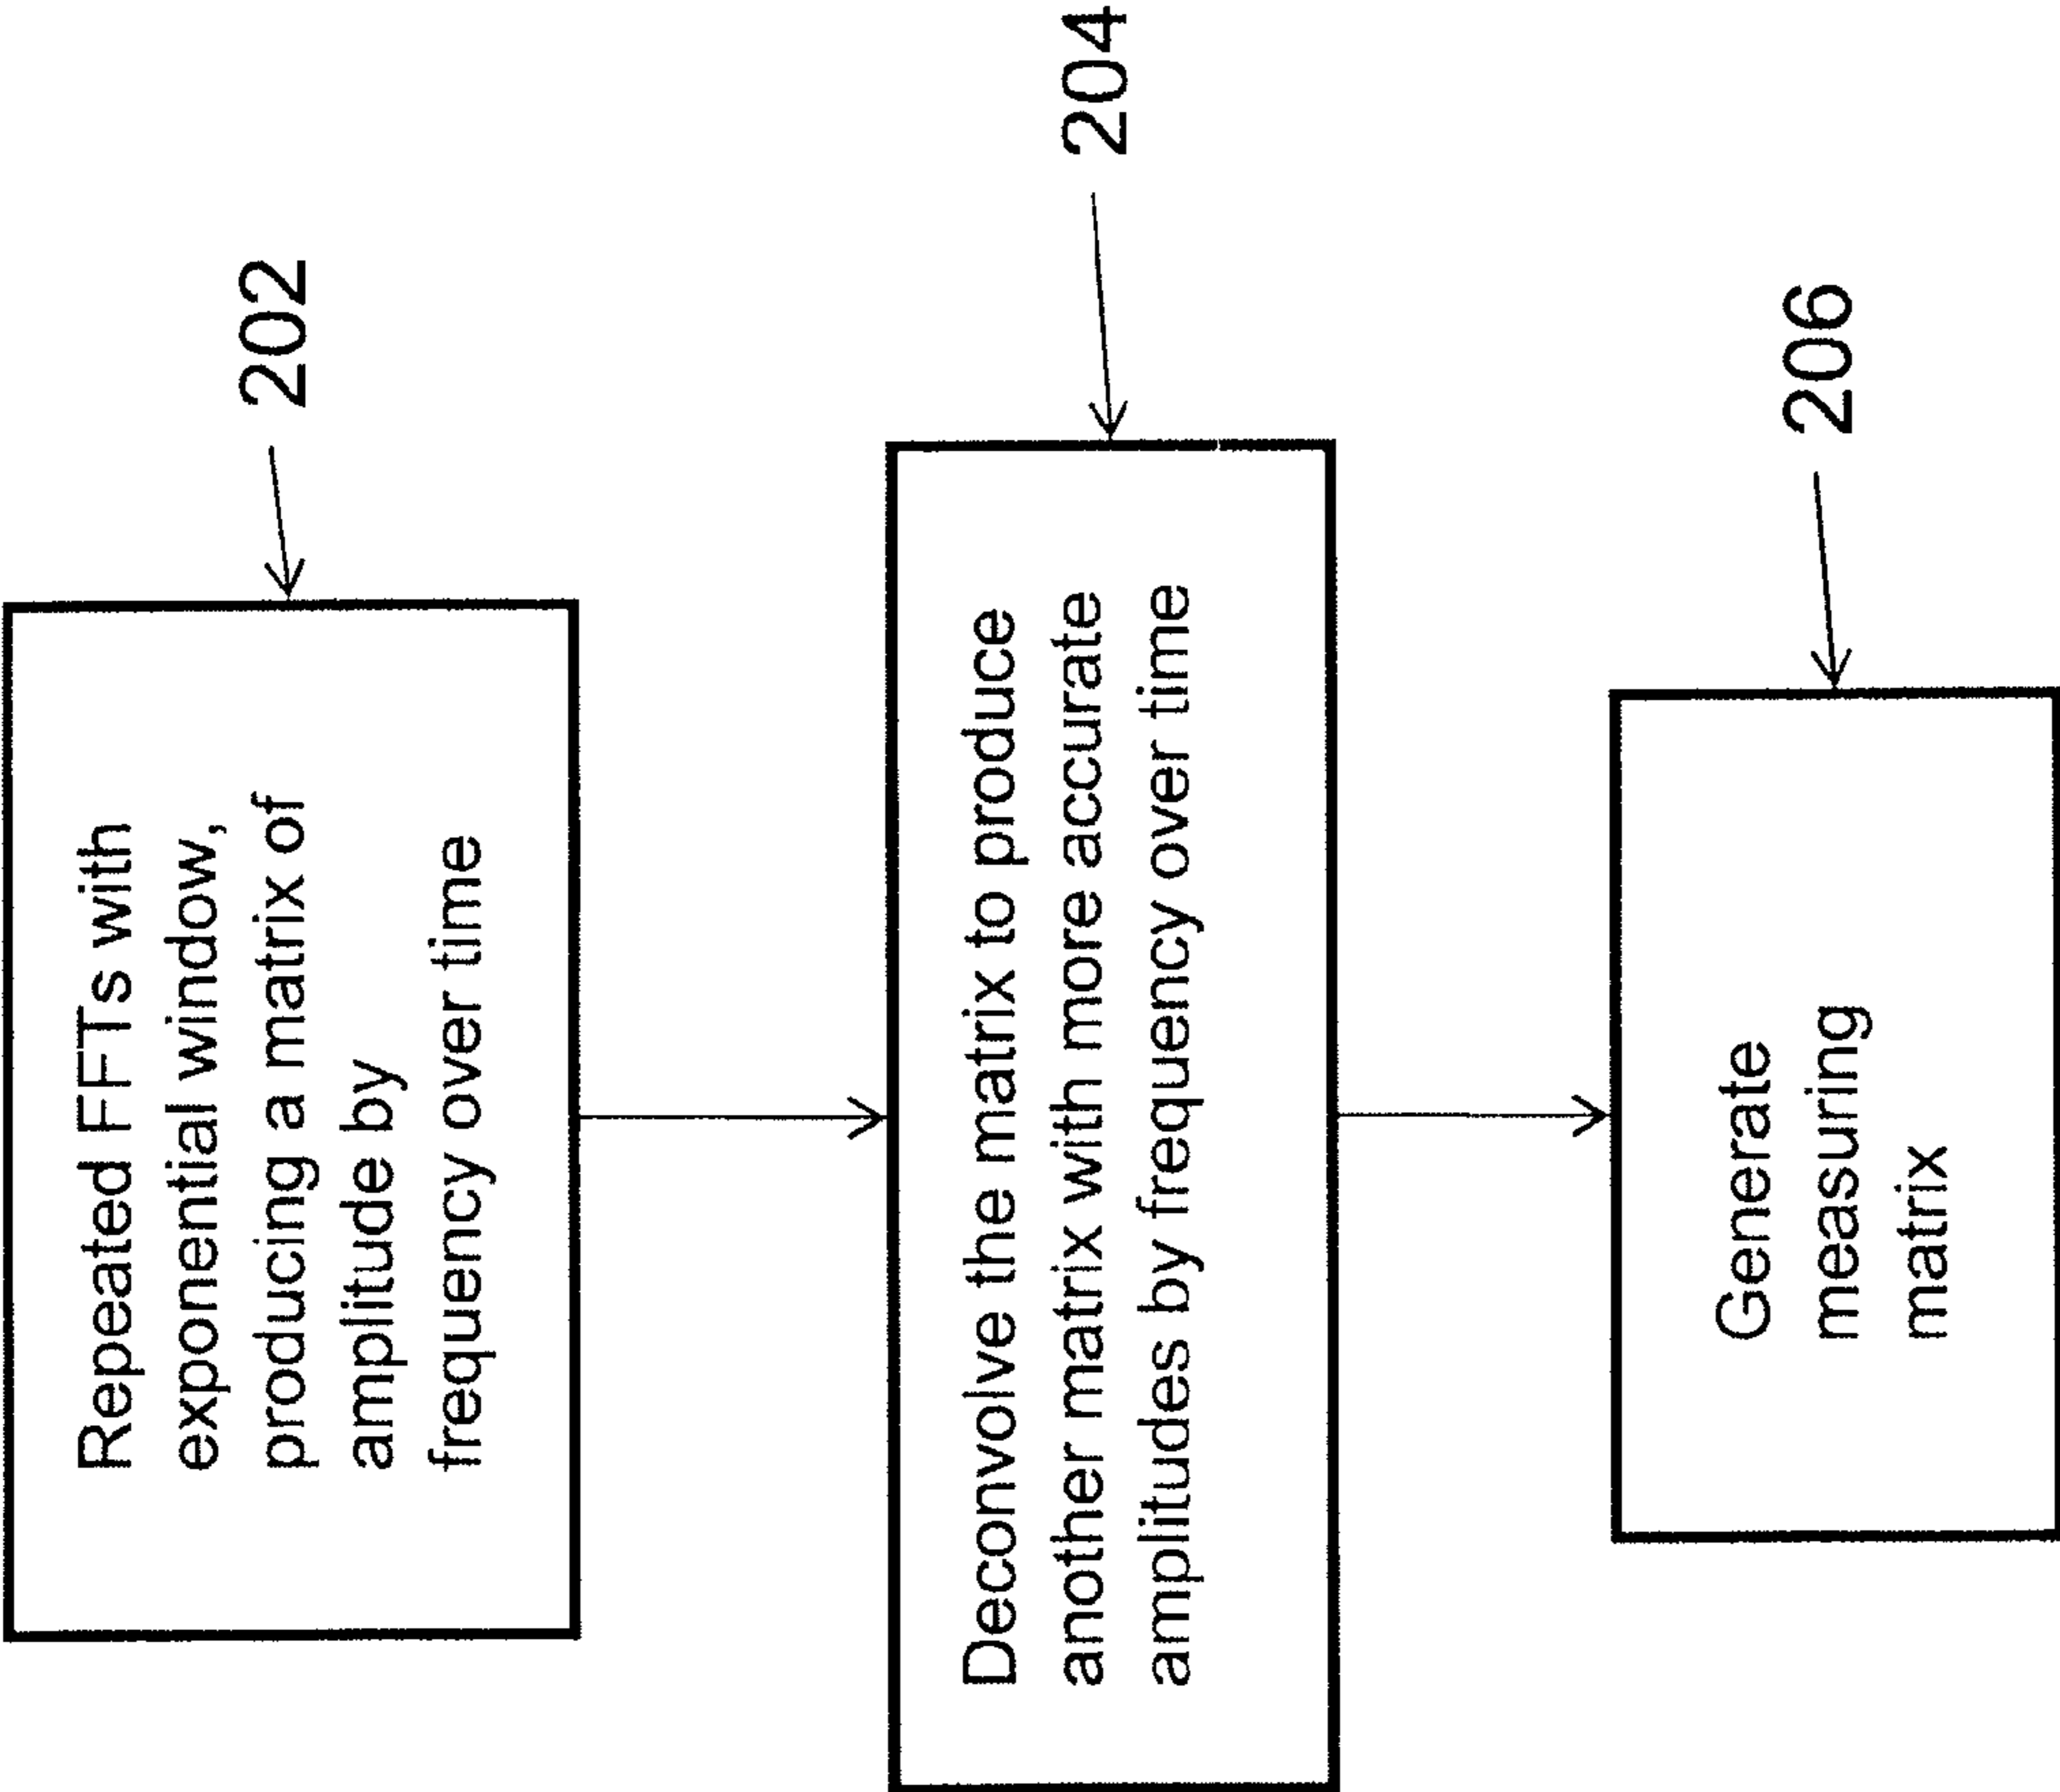 Repeated FFTs with
exponential window,
producing a matrix of
amplitude by
frequency over time
202
Deconvolve the matrix to produce
another matrix with more accurate
amplitudes by frequency over time
204
Generate
measuring
matrix
206